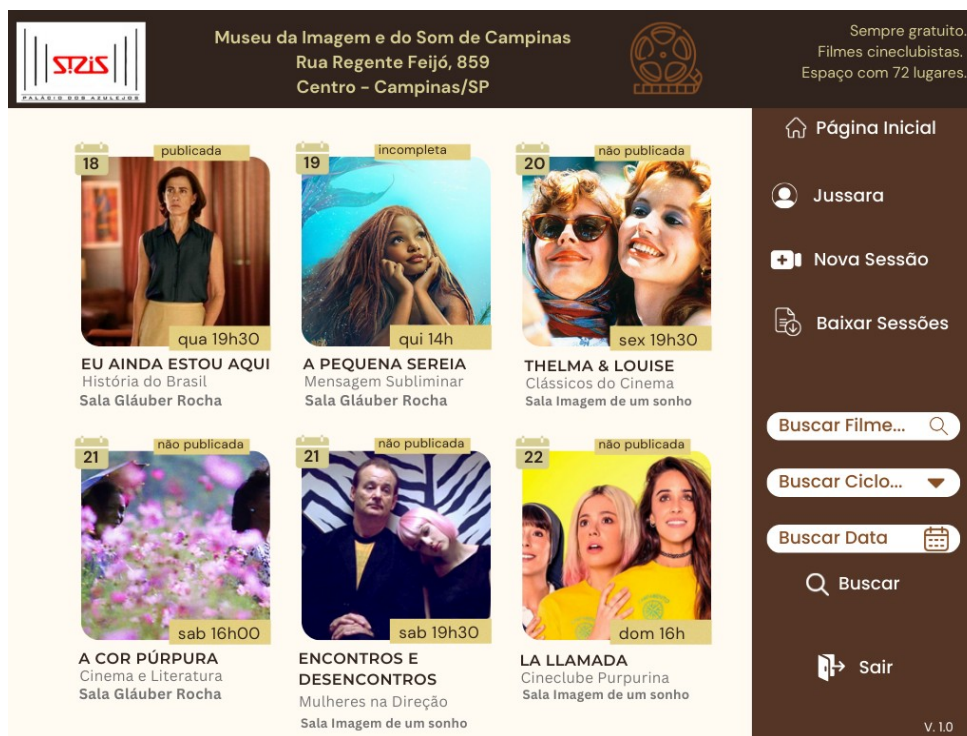 PALÁCIO DOS AZULEJOS
Museu da Imagem e do Som de Campinas
Rua Regente Feijó, 859
Centro - Campinas/SP
Sempre gratuito.
Filmes cineclubistas.
Espaço com 72 lugares.
18
publicada
qua 19h30
EU AINDA ESTOU AQUI
História do Brasil
Sala Gláuber Rocha
19
incompleta
qui 14h
A PEQUENA SEREIA
Mensagem Subliminar
Sala Gláuber Rocha
20
não publicada
sex 19h30
THELMA & LOUISE
Clássicos do Cinema
Sala Imagem de um sonho
21
não publicada
sab 16h00
A COR PÚRPURA
Cinema e Literatura
Sala Gláuber Rocha
21
não publicada
sab 19h30
ENCONTROS E
DESENCONTROS
Mulheres na Direção
Sala Imagem de um sonho
22
não publicada
dom 16h
LA LLAMADA
Cineclube Purpurina
Sala Imagem de um sonho
Página Inicial
Jussara
Nova Sessão
Baixar Sessões
Buscar Filme...
Buscar Ciclo...
Buscar Data
Buscar
Sair
V. 1.0